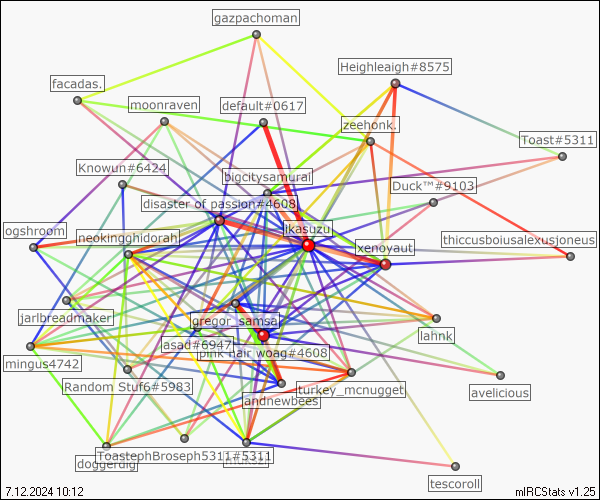 gazpachoman
Heighleigh#8575
facadas.
moonraven
default#0617
zeehonk.
Toast#5311
Knowun#6424
bigcitysamurai
Duck™#9103
disaster of passion#4608
ikasuzu
ogshroom
neokingghidorah
xenoyaut
thiccusboiusalexusjoneus
jarlbreadmaker
gregor_samsa
lahnk
asad#6947
pink hair woag#4608
mingus4742
Random Stuf6#5983
turkey_mcnugget
avelicious
andnewbees
ToastephBroseph5311#5311
doggerdig
tescoroll
7.12.2024 10:12
mIRCStats v1.25